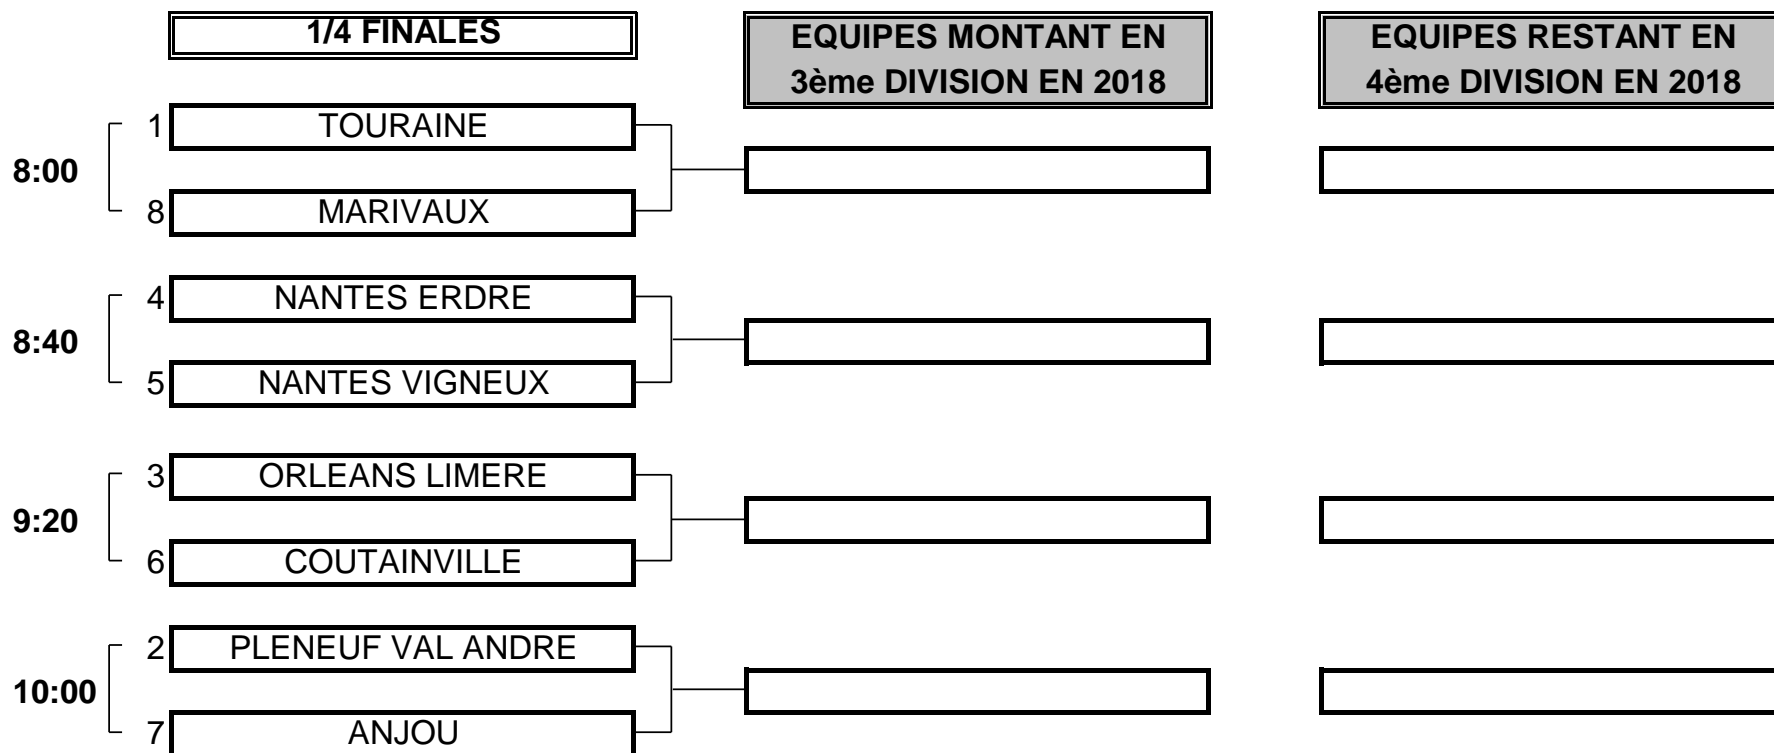 1/4 FINALES
EQUIPES MONTANT EN
3ème DIVISION EN 2018
EQUIPES RESTANT EN
4ème DIVISION EN 2018
1 TOURAINE
8:00
8 MARIVAUX
4 NANTES ERDRE
8:40
5 NANTES VIGNEUX
3 ORLEANS LIMERE
9:20
6 COUTAINVILLE
2 PLENEUF VAL ANDRE
10:00
7 ANJOU